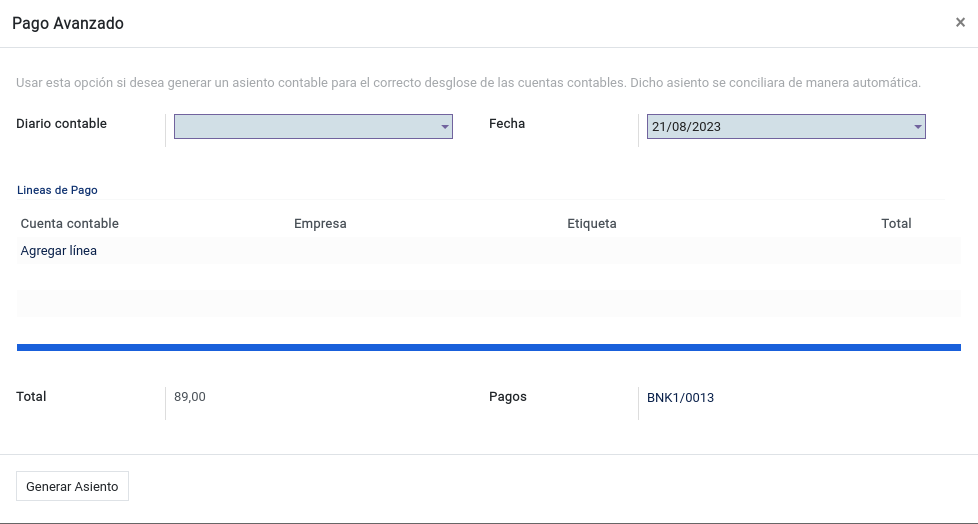 Pago Avanzado ×
Usar esta opción si desea generar un asiento contable para el correcto desglose de las cuentas contables. Dicho asiento se conciliara de manera automática.
Diario contable Fecha 21/08/2023
Lineas de Pago
Cuenta contable Empresa Etiqueta Total
Agregar línea
Total 89,00 Pagos BNK1/0013
Generar Asiento